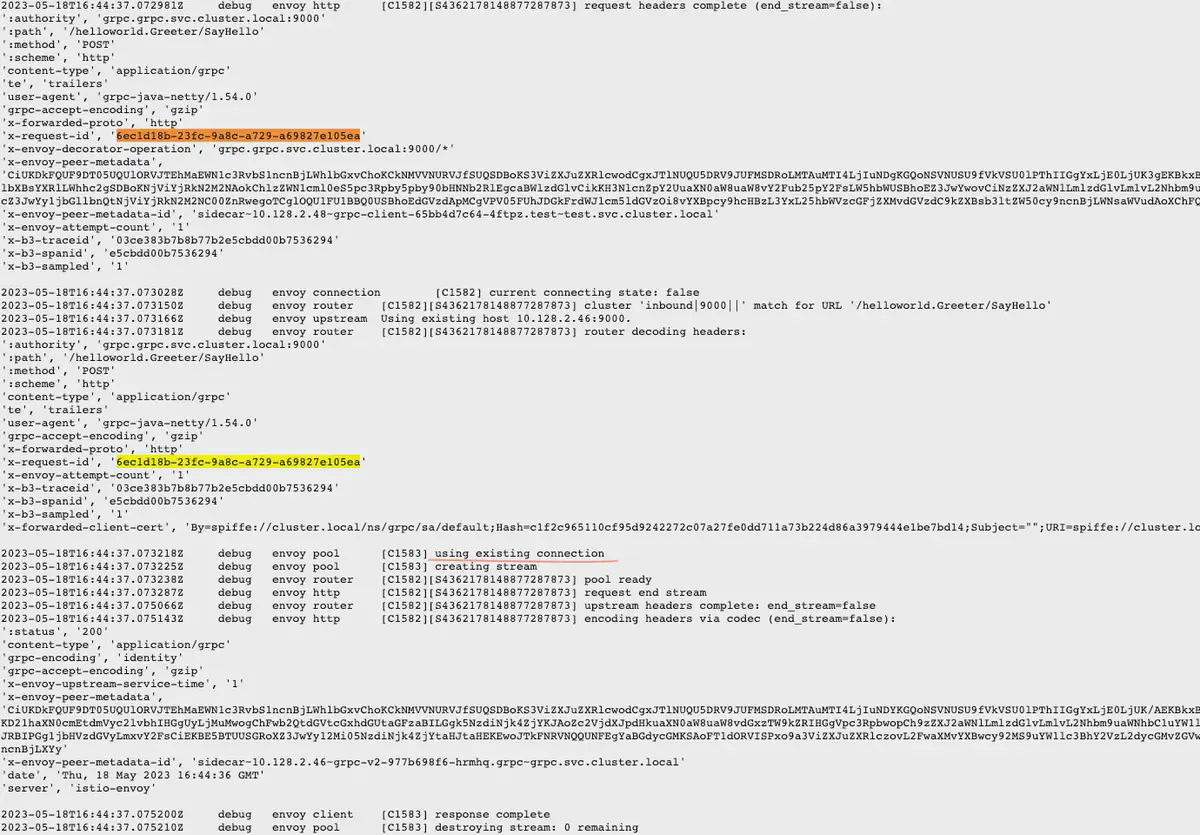 2023-05-18T16:44:37.072981Z debug envoy http [C1582][S4362178148877287873] request headers complete (end_stream=false):
':authority', 'grpc.grpc.svc.cluster.local:9000'
':path', '/helloworld.Greeter/SayHello'
':method', 'POST'
':scheme', 'http'
'content-type', 'application/grpc'
'te', 'trailers'
'user-agent', 'grpc-java-netty/1.54.0'
'grpc-accept-encoding', 'gzip'
'x-forwarded-proto', 'http'
'x-request-id', '6ec1d18b-23fc-9a8c-a729-a69827e105ea'
'x-envoy-decorator-operation', 'grpc.grpc.svc.cluster.local:9000/*'
'x-envoy-peer-metadata',
'x-envoy-peer-metadata-id', 'sidecar~10.128.2.48~grpc-client-65bb4d7c64-4ftpz.test~test.svc.cluster.local'
'x-envoy-attempt-count', '1'
'x-b3-traceid', '03ce383b7b8b77b2e5cbdd00b7536294'
'x-b3-spanid', 'e5cbdd00b7536294'
'x-b3-sampled', '1'
2023-05-18T16:44:37.073028Z debug envoy connection [C1582] current connecting state: false
2023-05-18T16:44:37.073150Z debug envoy router [C1582][S4362178148877287873] cluster 'inbound|9000||' match for URL '/helloworld.Greeter/SayHello'
2023-05-18T16:44:37.073166Z debug envoy upstream Using existing host 10.128.2.46:9000.
2023-05-18T16:44:37.073181Z debug envoy router [C1582][S4362178148877287873] router decoding headers:
':authority', 'grpc.grpc.svc.cluster.local:9000'
':path', '/helloworld.Greeter/SayHello'
':method', 'POST'
':scheme', 'http'
'content-type', 'application/grpc'
'te', 'trailers'
'user-agent', 'grpc-java-netty/1.54.0'
'grpc-accept-encoding', 'gzip'
'x-forwarded-proto', 'http'
'x-request-id', '6ec1d18b-23fc-9a8c-a729-a69827e105ea'
'x-envoy-attempt-count', '1'
'x-b3-traceid', '03ce383b7b8b77b2e5cbdd00b7536294'
'x-b3-spanid', 'e5cbdd00b7536294'
'x-b3-sampled', '1'
'x-forwarded-client-cert', 'By=spiffe://cluster.local/ns/grpc/sa/default;Hash=c1f2c965110cf95d9242272c07a27fe0dd711a73b224d86a3979444e1be7bd14;Subject="";URI=spiffe://cluster.lo
2023-05-18T16:44:37.073218Z debug envoy pool [C1583] using existing connection
2023-05-18T16:44:37.073225Z debug envoy pool [C1583] creating stream
2023-05-18T16:44:37.073238Z debug envoy router [C1582][S4362178148877287873] pool ready
2023-05-18T16:44:37.073287Z debug envoy http [C1582][S4362178148877287873] request end stream
2023-05-18T16:44:37.075066Z debug envoy router [C1582][S4362178148877287873] upstream headers complete: end_stream=false
2023-05-18T16:44:37.075143Z debug envoy http [C1582][S4362178148877287873] encoding headers via codec (end_stream=false):
':status', '200'
'content-type', 'application/grpc'
'grpc-encoding', 'identity'
'grpc-accept-encoding', 'gzip'
'x-envoy-upstream-service-time', '1'
'x-envoy-peer-metadata',
ncnBjLXYy'
'x-envoy-peer-metadata-id', 'sidecar~10.128.2.46~grpc-v2-977b698f6-hrmhq.grpc~grpc.svc.cluster.local'
'date', 'Thu, 18 May 2023 16:44:36 GMT'
'server', 'istio-envoy'
2023-05-18T16:44:37.075200Z debug envoy client [C1583] response complete
2023-05-18T16:44:37.075210Z debug envoy pool [C1583] destroying stream: 0 remaining